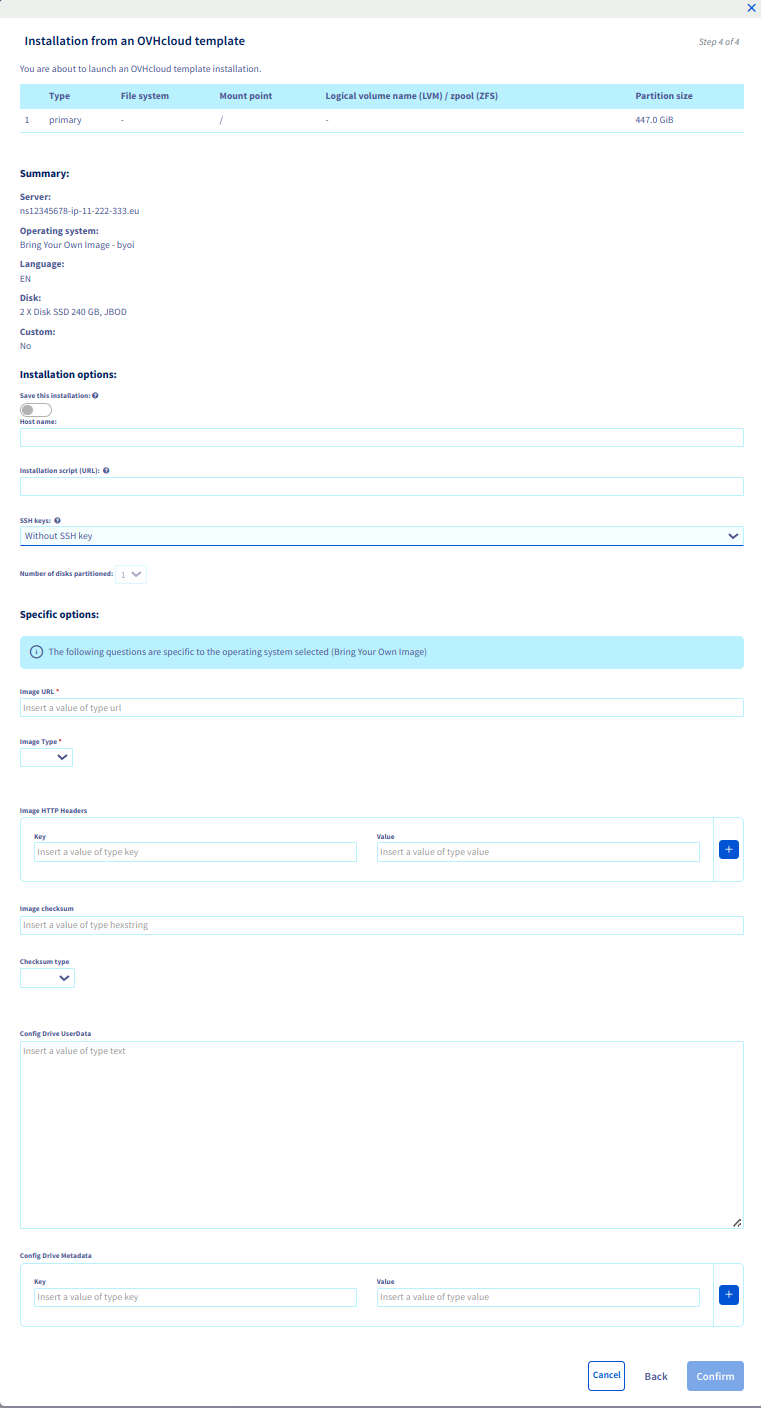 Installation from an OVHcloud template
Step 4 of 4
You are about to launch an OVHcloud template installation.
Type File system Mount point Logical volume name (LVM) / zpool (ZFS) Partition size
1 primary - / - 447.0 GiB
Summary:
Server:
ns12345678-ip-11-222-333.eu
Operating system:
Bring Your Own Image - byoi
Language:
EN
Disk:
2 X Disk SSD 240 GB, JBOD
Custom:
No
Installation options:
Save this installation:
Host name:
Installation script (URL):
SSH keys:
Without SSH key
Number of disks partitioned: 1
Specific options:
The following questions are specific to the operating system selected (Bring Your Own Image)
Image URL *
Insert a value of type url
Image Type *
Image HTTP Headers
Key Value
Insert a value of type key Insert a value of type value
Image checksum
Insert a value of type hexstring
Checksum type
Config Drive UserData
Insert a value of type text
Config Drive Metadata
Key Value
Insert a value of type key Insert a value of type value
Cancel Back Confirm